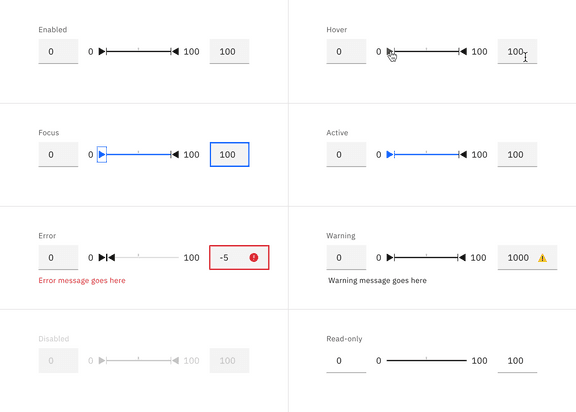 Enabled
0 0 100 100
Hover
0 0 100 100
Focus
0 0 100 100
Active
0 0 100 100
Error
0 0 100 -5
Error message goes here
Warning
0 0 100 1000
Warning message goes here
Disabled
0 0 100 100
Read-only
0 0 100 100